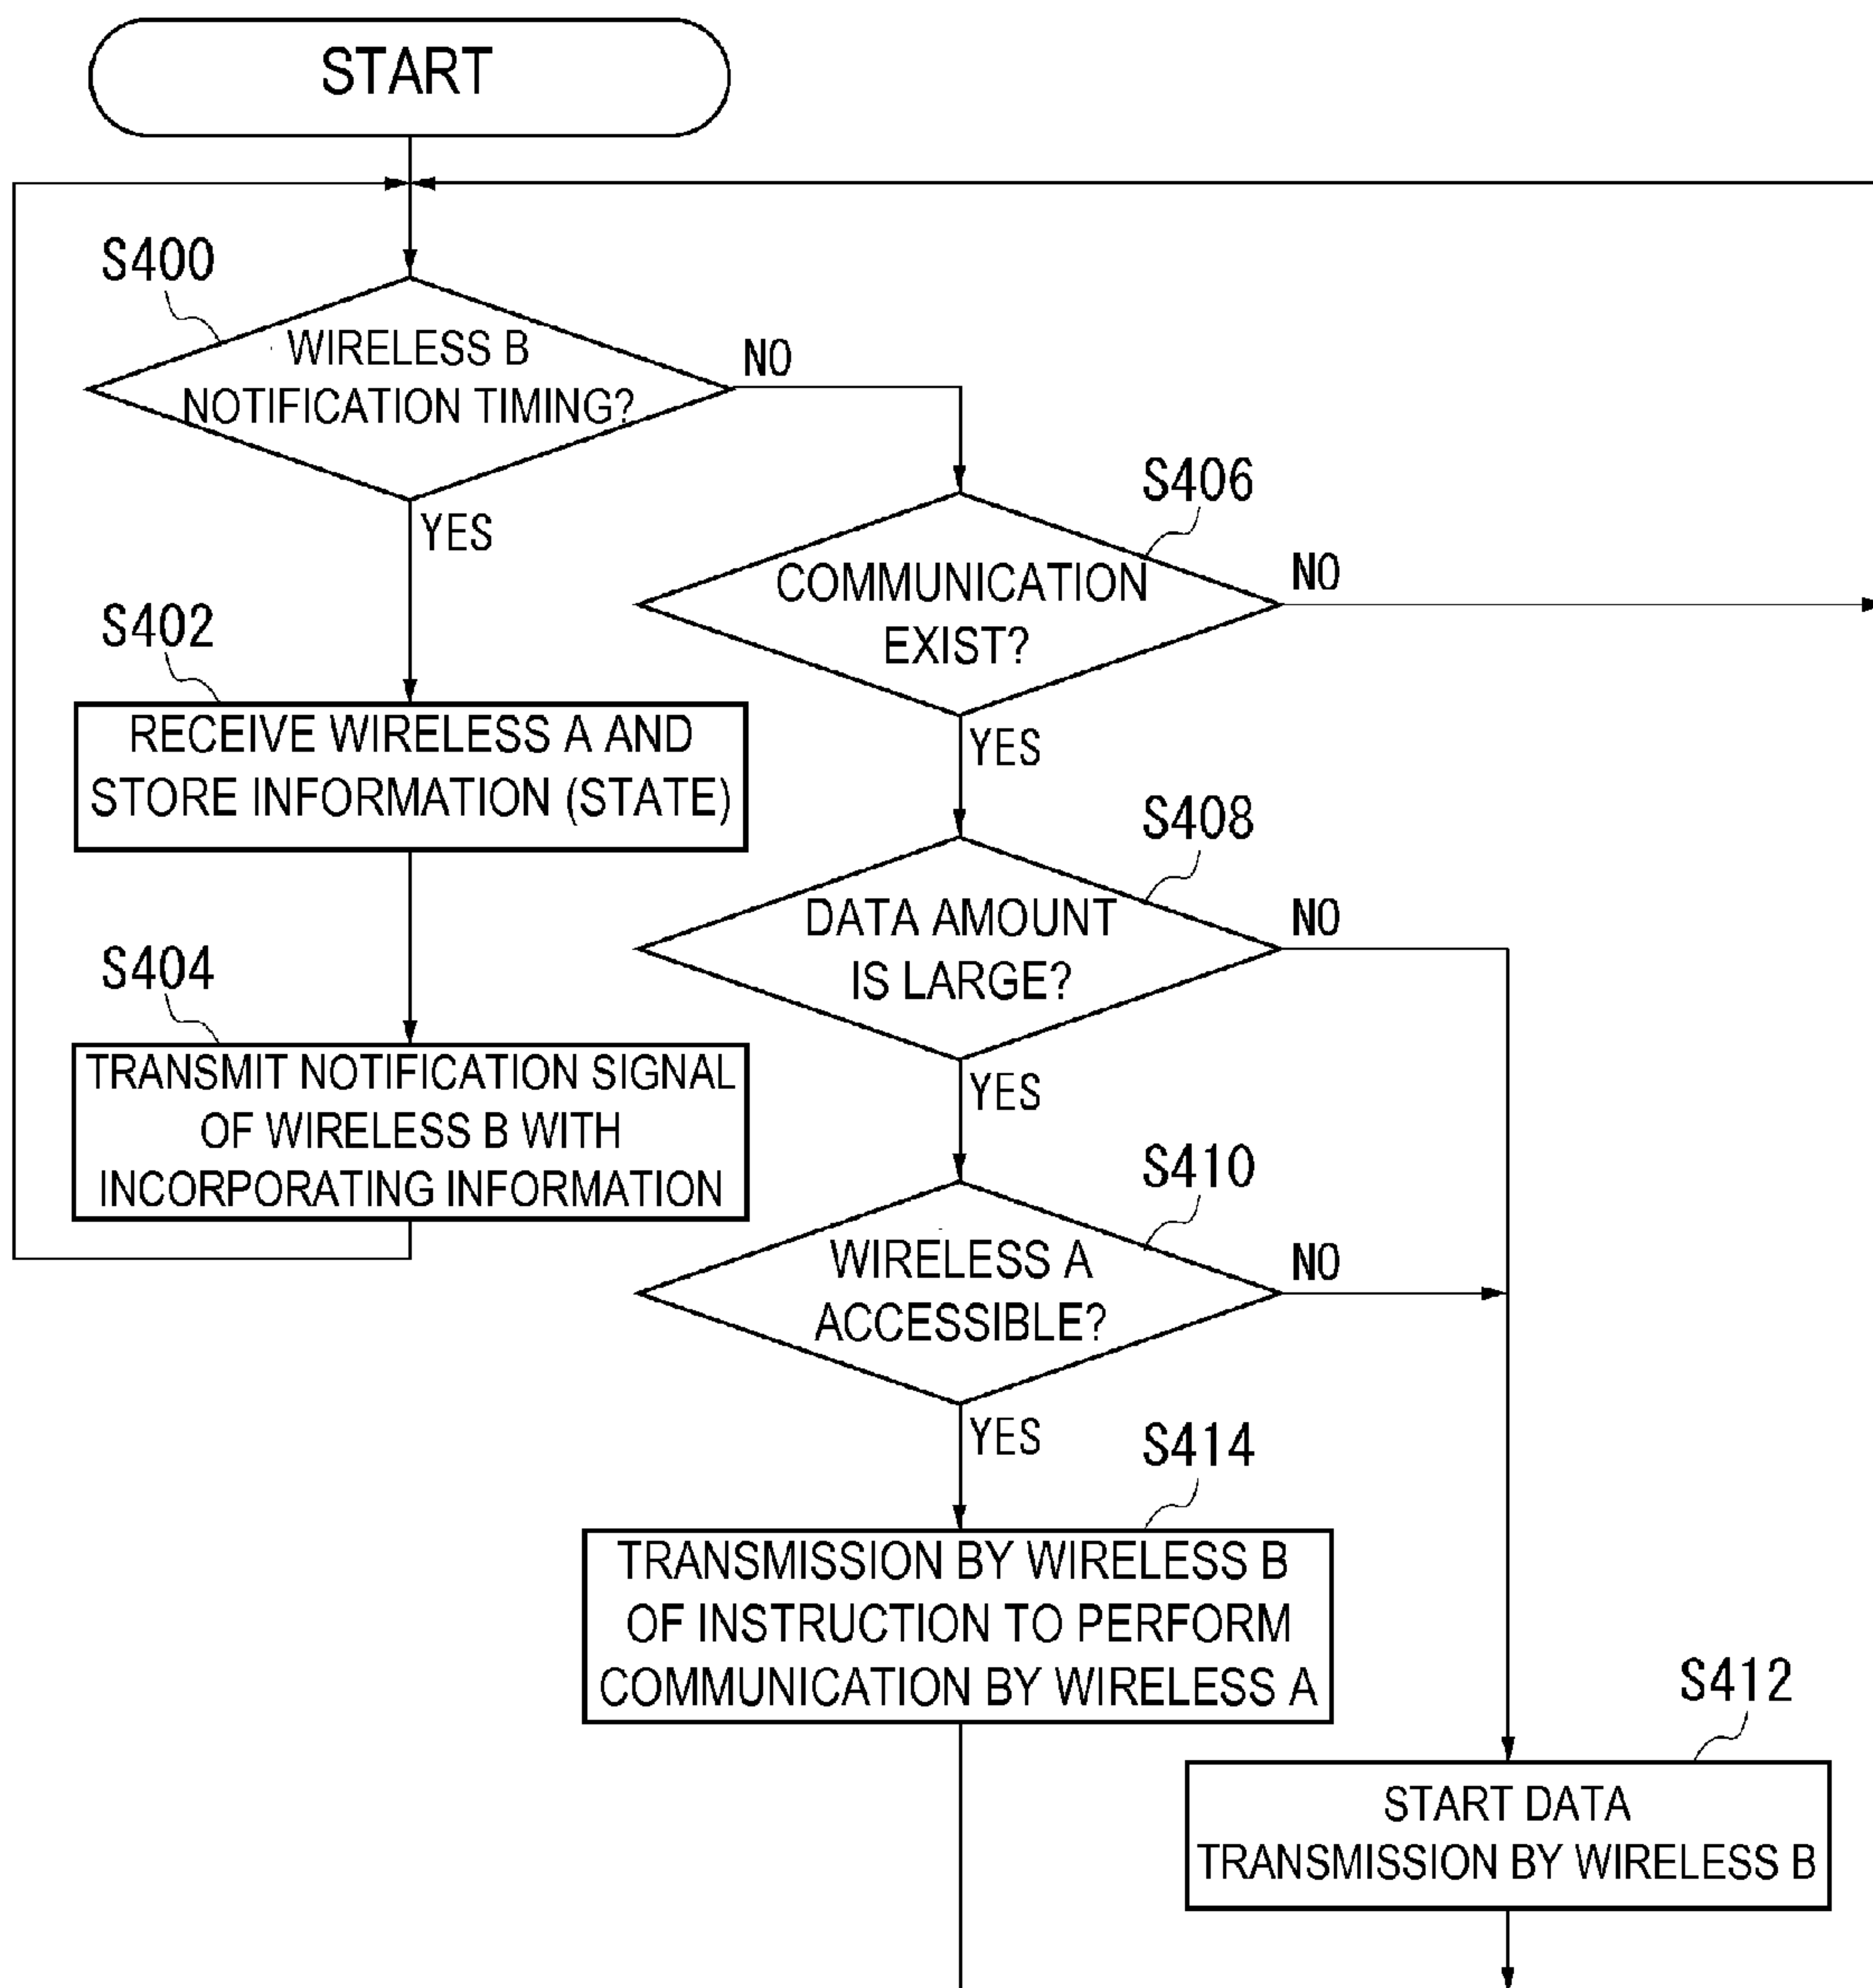 START
S400
WIRELESS B
NOTIFICATION TIMING?
NO
YES
S406
COMMUNICATION
EXIST?
NO
YES
S402
RECEIVE WIRELESS A AND
STORE INFORMATION (STATE)
S408
DATA AMOUNT
IS LARGE?
NO
YES
S404
TRANSMIT NOTIFICATION SIGNAL
OF WIRELESS B WITH
INCORPORATING INFORMATION
S410
WIRELESS A
ACCESSIBLE?
NO
YES
S414
TRANSMISSION BY WIRELESS B
OF INSTRUCTION TO PERFORM
COMMUNICATION BY WIRELESS A
S412
START DATA
TRANSMISSION BY WIRELESS B